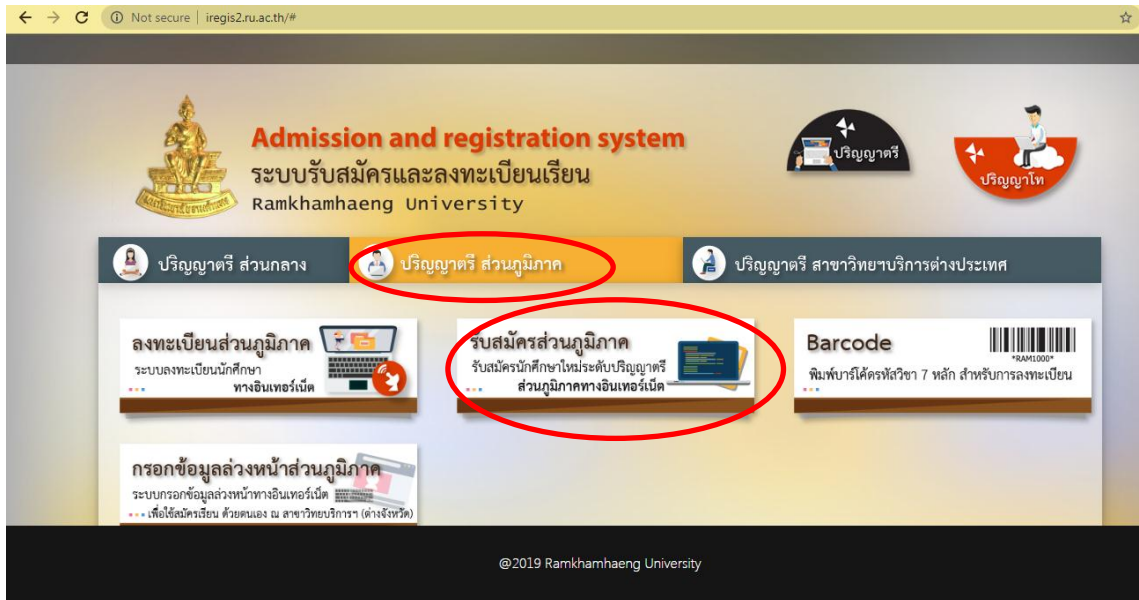 Not secure | iregis2.ru.ac.th/#
Admission and registration system
ระบบรับสมัครและลงทะเบียนเรียน
Ramkhamhaeng University
ปริญญาตรี
ปริญญาโท
ปริญญาตรี ส่วนกลาง
ปริญญาตรี ส่วนภูมิภาค
ปริญญาตรี สาขาวิทยฯบริการต่างประเทศ
ลงทะเบียนส่วนภูมิภาค
ระบบลงทะเบียนนักศึกษา
ทางอินเทอร์เน็ต
รับสมัครส่วนภูมิภาค
รับสมัครนักศึกษาใหม่ระดับปริญญาตรี
ส่วนภูมิภาคทางอินเทอร์เน็ต
Barcode
*RAM1000*
พิมพ์บาร์โค้ดรหัสวิชา 7 หลัก สำหรับการลงทะเบียน
กรอกข้อมูลล่วงหน้าส่วนภูมิภาค
ระบบกรอกข้อมูลล่วงหน้าทางอินเทอร์เน็ต
เพื่อใช้สมัครเรียน ด้วยตนเอง ณ สาขาวิทยบริการฯ (ต่างจังหวัด)
@2019 Ramkhamhaeng University